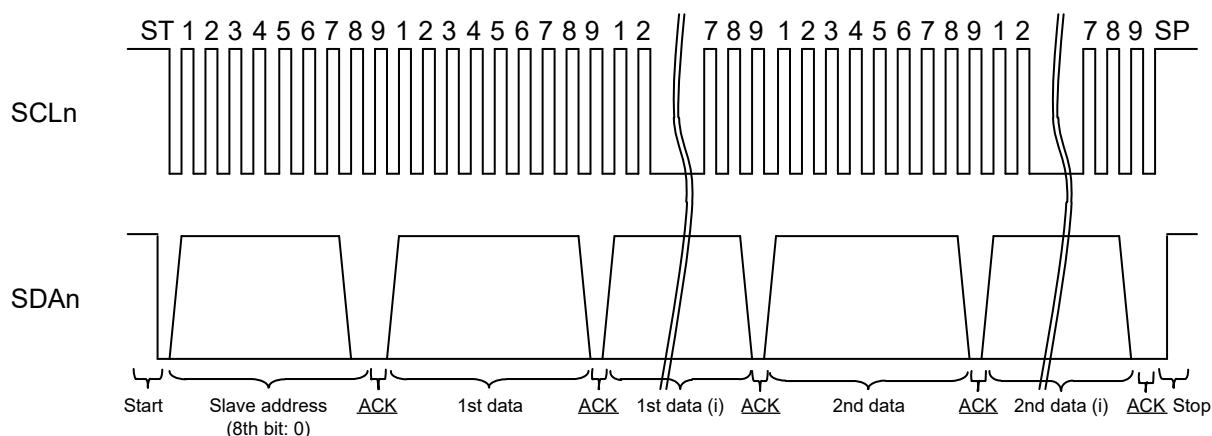 ST 1 2 3 4 5 6 7 8 9 1 2 3 4 5 6 7 8 9 1 2 7 8 9 1 2 3 4 5 6 7 8 9 1 2 7 8 9 SP
SCLn
SDAn
Start Slave address ACK 1st data ACK 1st data (i) ACK 2nd data ACK 2nd data (i) ACK Stop
(8th bit: 0)